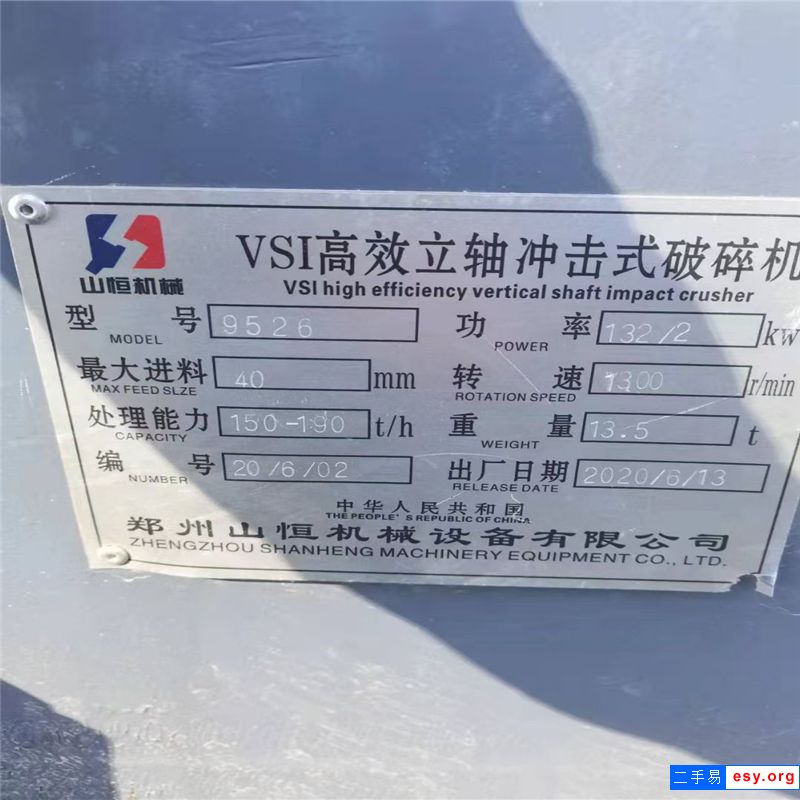 山恒机械
VSI高效立轴冲击式破碎机
VSI high efficiency vertical shaft impact crusher
型号 MODEL 9526 功率 POWER 132/2 kw
最大进料 MAX FEED SLZE 40 mm 转速 ROTATION SPEED 1300 r/min
处理能力 CAPACITY 150-190 t/h 重量 WEIGHT 13.5 t
编号 NUMBER 20/6/02 出厂日期 RELEASE DATE 2020/6/13
中华人民共和国
THE PEOPLE'S REPUBLIC OF CHINA
郑州山恒机械设备有限公司
ZHENGZHOU SHANHENG MACHINERY EQUIPMENT CO., LTD.
二手易 esy.org